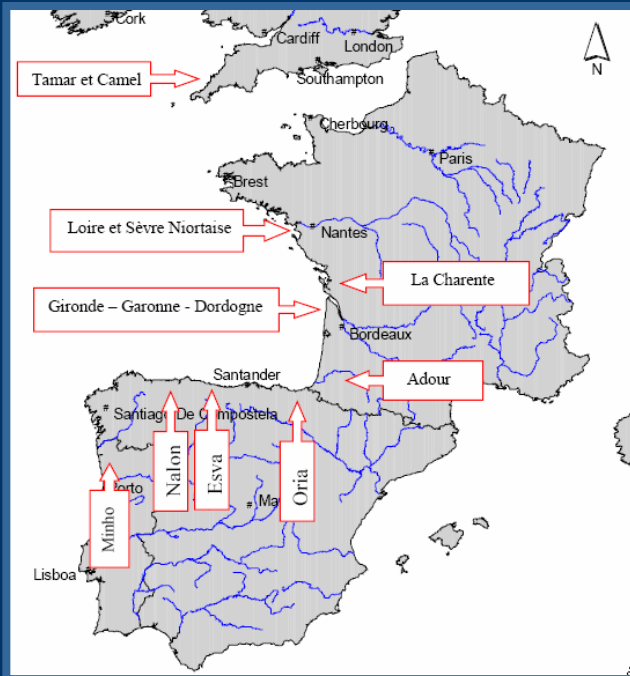 Cork
Cardiff
London
Tamar et Camel
Southampton
N
Cherbourg
Paris
Brest
Loire et Sèvre Niortaise
Nantes
La Charente
Gironde – Garonne - Dordogne
Bordeaux
Santander
Adour
Santiago De Compostela
Nalon
Esva
Oria
Porto
Ma
Minho
Lisboa